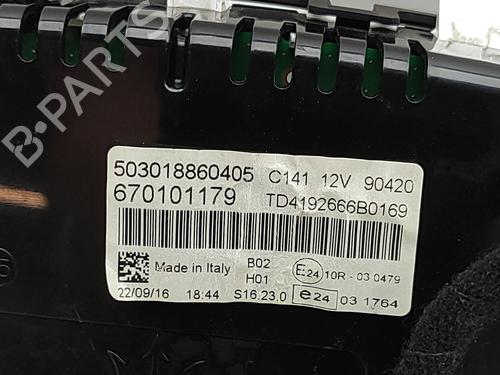 B-PARTS
503018860405 C141 12V 90420
670101179 TD4192666B0169
Made in Italy B02 E24 10R - 03 0479
H01
22/09/16 18:44 S16.23.0 e24 03 1764